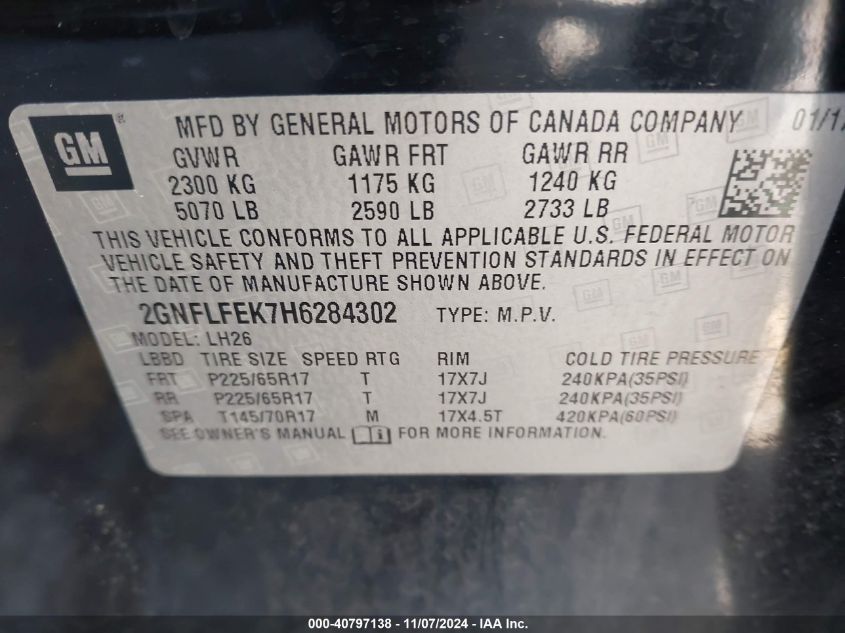 GM
MFD BY GENERAL MOTORS OF CANADA COMPANY 01/17
GVWR GAWR FRT GAWR RR
2300 KG 1175 KG 1240 KG
5070 LB 2590 LB 2733 LB
THIS VEHICLE CONFORMS TO ALL APPLICABLE U.S. FEDERAL MOTOR
VEHICLE SAFETY AND THEFT PREVENTION STANDARDS IN EFFECT ON
THE DATE OF MANUFACTURE SHOWN ABOVE.
2GNFLFEK7H6284302 TYPE: M.P.V.
MODEL: LH26
LBBD TIRE SIZE SPEED RTG RIM COLD TIRE PRESSURE
FRT P225/65R17 T 17X7J 240KPA(35PSI)
RR P225/65R17 T 17X7J 240KPA(35PSI)
SPA T145/70R17 M 17X4.5T 420KPA(60PSI)
SEE OWNER'S MANUAL FOR MORE INFORMATION.
000-40797138 - 11/07/2024 - IAA Inc.